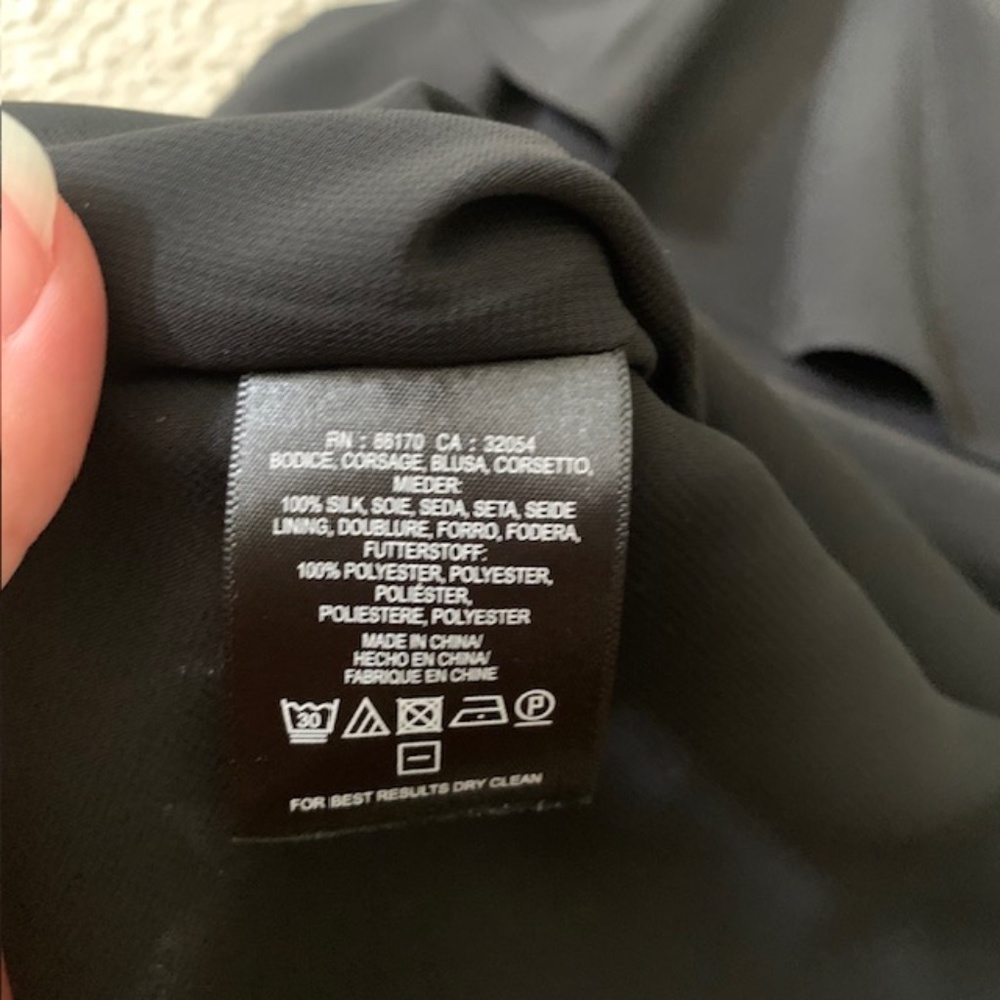 RN : 66170 CA : 32054
BODICE, CORSAGE, BLUSA, CORSETTO,
MIEDER:
100% SILK, SOIE, SEDA, SETA, SEIDE
LINING, DOUBLURE, FORRO, FODERA,
FUTTERSTOFF:
100% POLYESTER, POLYESTER,
POLIÉSTER,
POLIESTERE, POLYESTER
MADE IN CHINA/
HECHO EN CHINA/
FABRIQUE EN CHINE
30 P
FOR BEST RESULTS DRY CLEAN